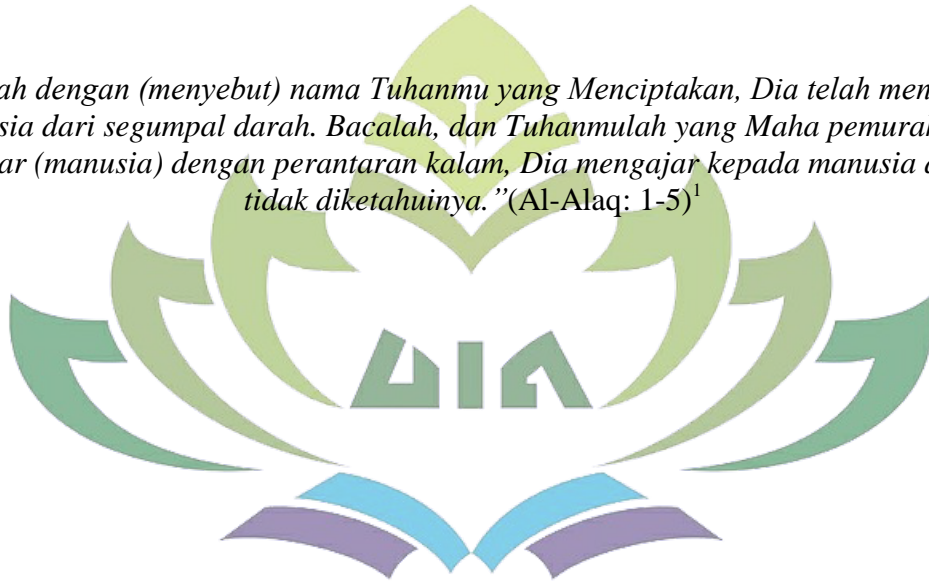 ah dengan (menyebut) nama Tuhanmu yang Menciptakan, Dia telah men
sia dari segumpal darah. Bacalah, dan Tuhanmulah yang Maha pemurah
ar (manusia) dengan perantaran kalam, Dia mengajar kepada manusia a
tidak diketahuinya.”(Al-Alaq: 1-5)1
UIN